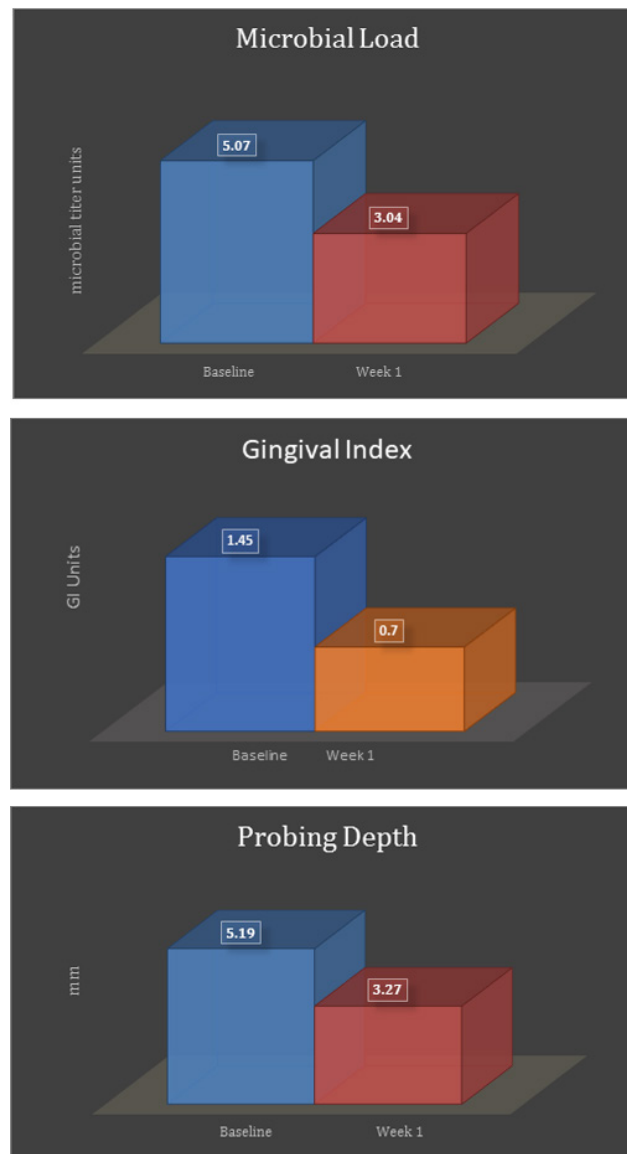 Microbial Load
microbial titer units
5.07
3.04
Baseline Week 1
Gingival Index
GI Units
1.45
0.7
Baseline Week 1
Probing Depth
mm
5.19
3.27
Baseline Week 1